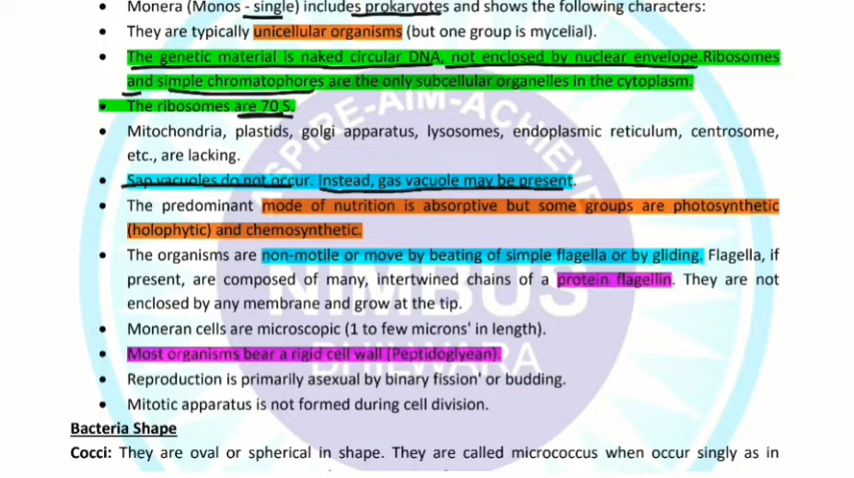 • Monera (Monos - single) includes prokaryotes and shows the following characters:
• They are typically unicellular organisms (but one group is mycelial).
• The genetic material is naked circular DNA, not enclosed by nuclear envelope.Ribosomes
and simple chromatophores are the only subcellular organelles in the cytoplasm.
• The ribosomes are 70 S.
• Mitochondria, plastids, golgi apparatus, lysosomes, endoplasmic reticulum, centrosome,
etc., are lacking.
• Sap vacuoles do not occur. Instead, gas vacuole may be present.
• The predominant mode of nutrition is absorptive but some groups are photosynthetic
(holophytic) and chemosynthetic.
• The organisms are non-motile or move by beating of simple flagella or by gliding. Flagella, if
present, are composed of many, intertwined chains of a protein flagellin. They are not
enclosed by any membrane and grow at the tip.
• Moneran cells are microscopic (1 to few microns' in length).
• Most organisms bear a rigid cell wall (Peptidoglyean).
• Reproduction is primarily asexual by binary fission' or budding.
• Mitotic apparatus is not formed during cell division.
Bacteria Shape
Cocci: They are oval or spherical in shape. They are called micrococcus when occur singly as in
ASPIRE-AIM-ACHIEVE
NIMBUS
BHILWARA